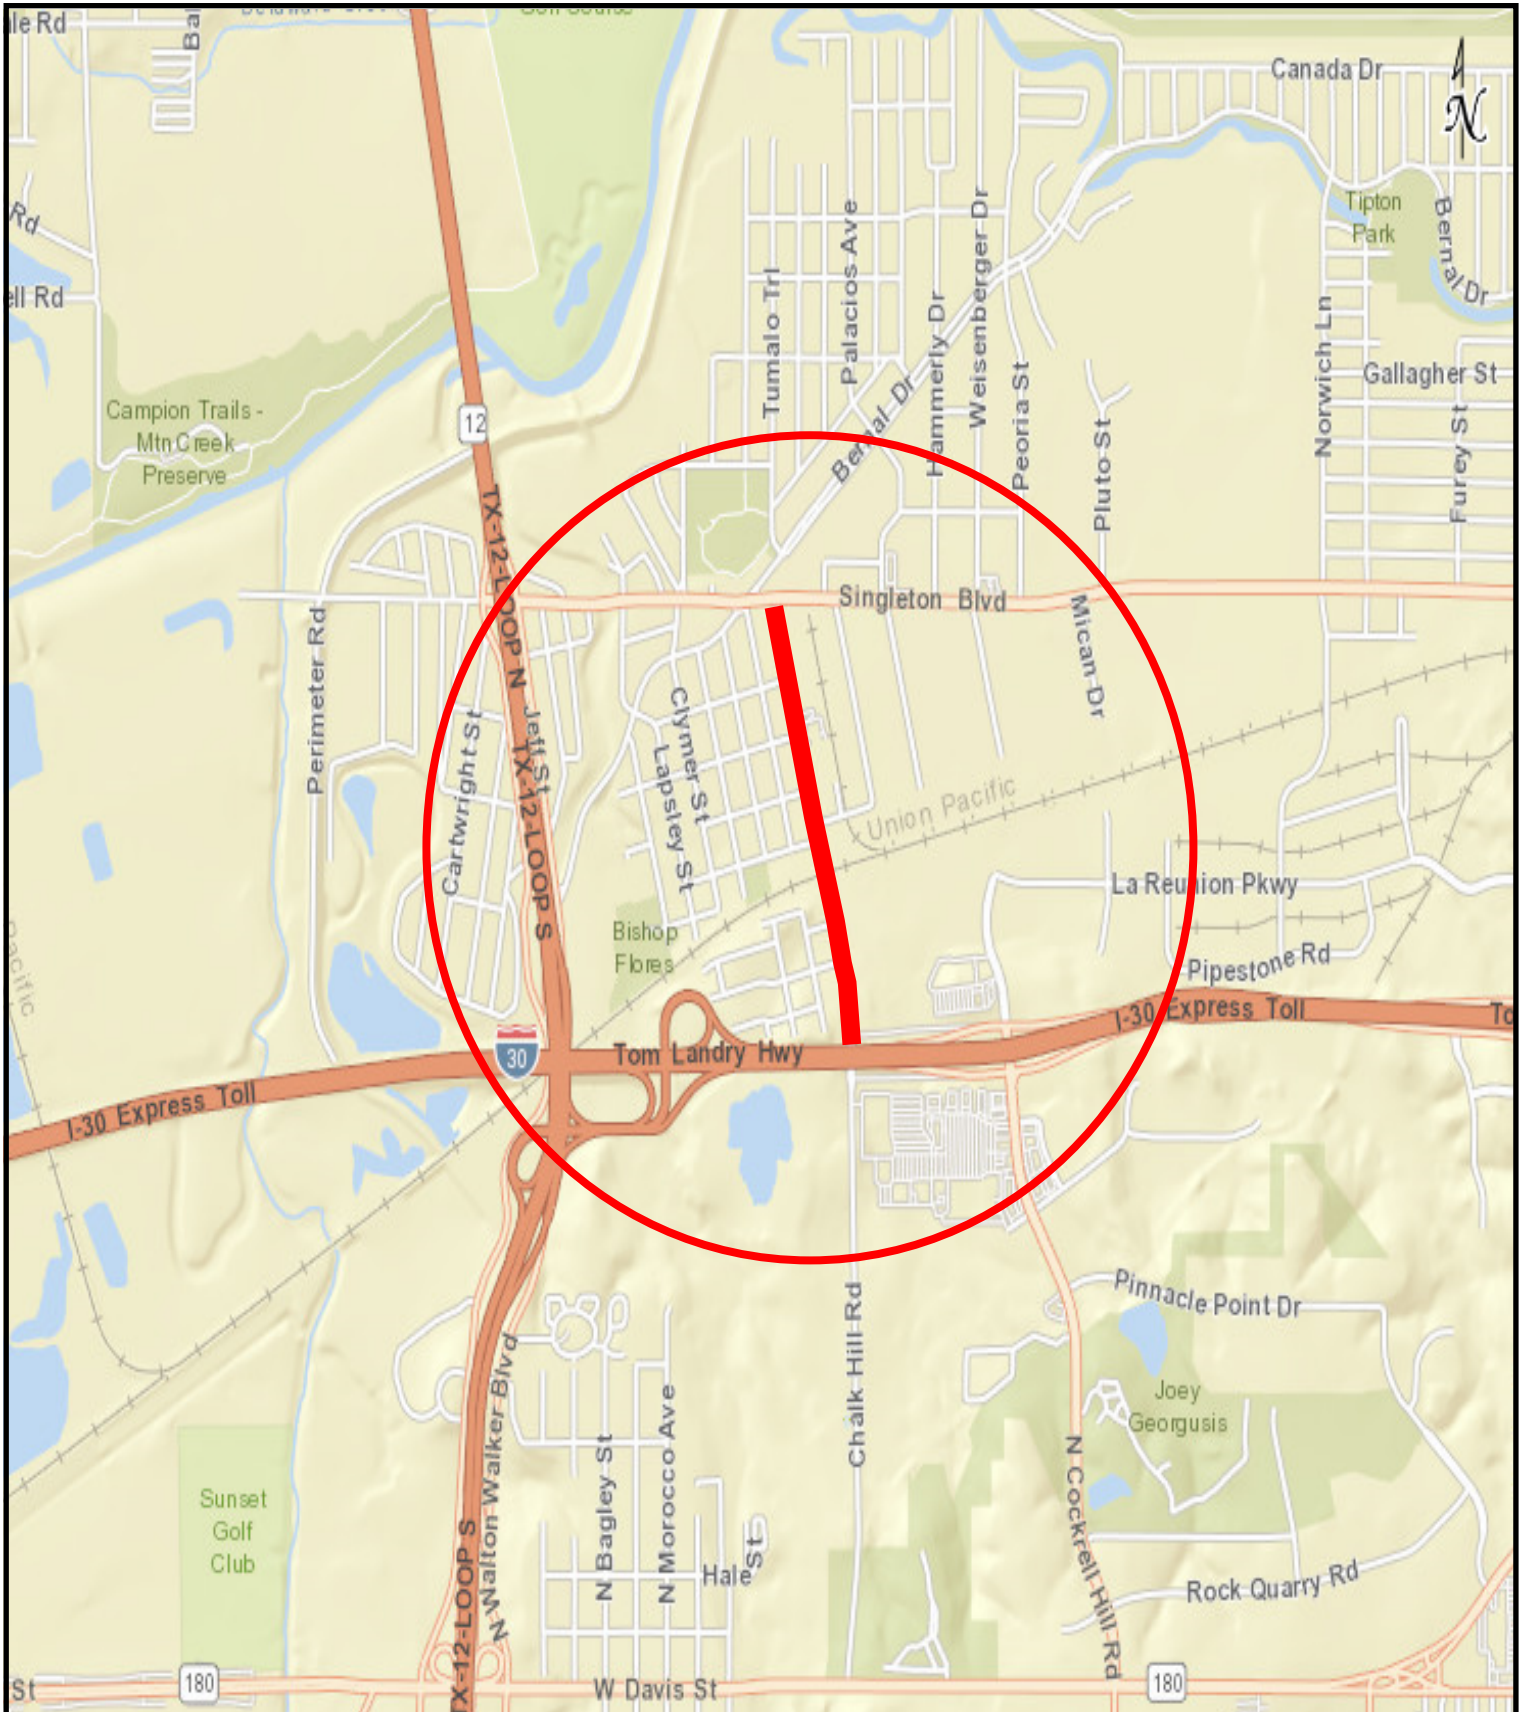 Canada Dr
N
Tipton
Park
Bernal Dr
Palacios Ave
Weisenberger Dr
Tumalo Trl
Hammerly Dr
Norwich Ln
Peoria St
Gallagher St
Furey St
Pluto St
Bernal Dr
Campion Trails -
Mtn Creek
Preserve
12
TX-12-LOOP N
Singleton Blvd
Mican Dr
Perimeter Rd
Cartwright St
Jeff St
TX-12-LOOP S
Clymer St
Lapsley St
Union Pacific
La Reunion Pkwy
Bishop
Flores
Pipestone Rd
I-30 Express Toll
30
Tom Landry Hwy
I-30 Express Toll
Pinnacle Point Dr
Chalk Hill Rd
Joey
Georgusis
N Walton Walker Blvd
N Bagley St
N Morocco Ave
N Cockrell Hill Rd
Sunset
Golf
Club
Hale St
Rock Quarry Rd
TX-12-LOOP S
180
W Davis St
180
St